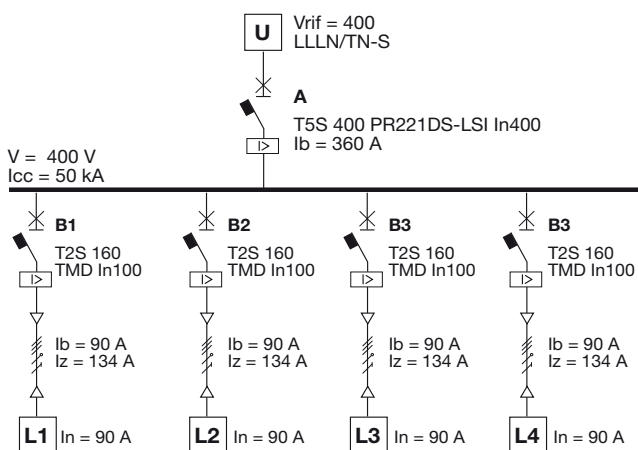 U
Vrif = 400
LLLN/TN-S
A
T5S 400 PR221DS-LSI In400
Ib = 360 A
I>
V = 400 V
Icc = 50 kA
B1
T2S 160
TMD In100
I>
Ib = 90 A
Iz = 134 A
L1 In = 90 A
B2
T2S 160
TMD In100
I>
Ib = 90 A
Iz = 134 A
L2 In = 90 A
B3
T2S 160
TMD In100
I>
Ib = 90 A
Iz = 134 A
L3 In = 90 A
B3
T2S 160
TMD In100
I>
Ib = 90 A
Iz = 134 A
L4 In = 90 A